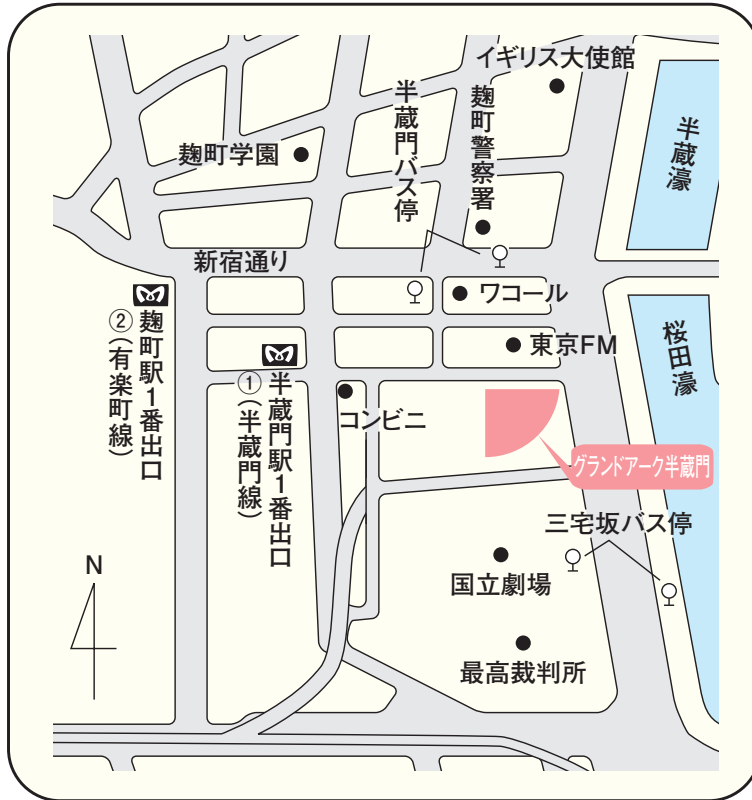 イギリス大使館
半蔵門バス停
麹町警察署
半蔵濠
麹町学園
新宿通り
ワコール
桜田濠
東京FM
②麹町駅1番出口
(有楽町線)
①半蔵門駅1番出口
(半蔵門線)
コンビニ
グランドアーク半蔵門
三宅坂バス停
国立劇場
最高裁判所
N